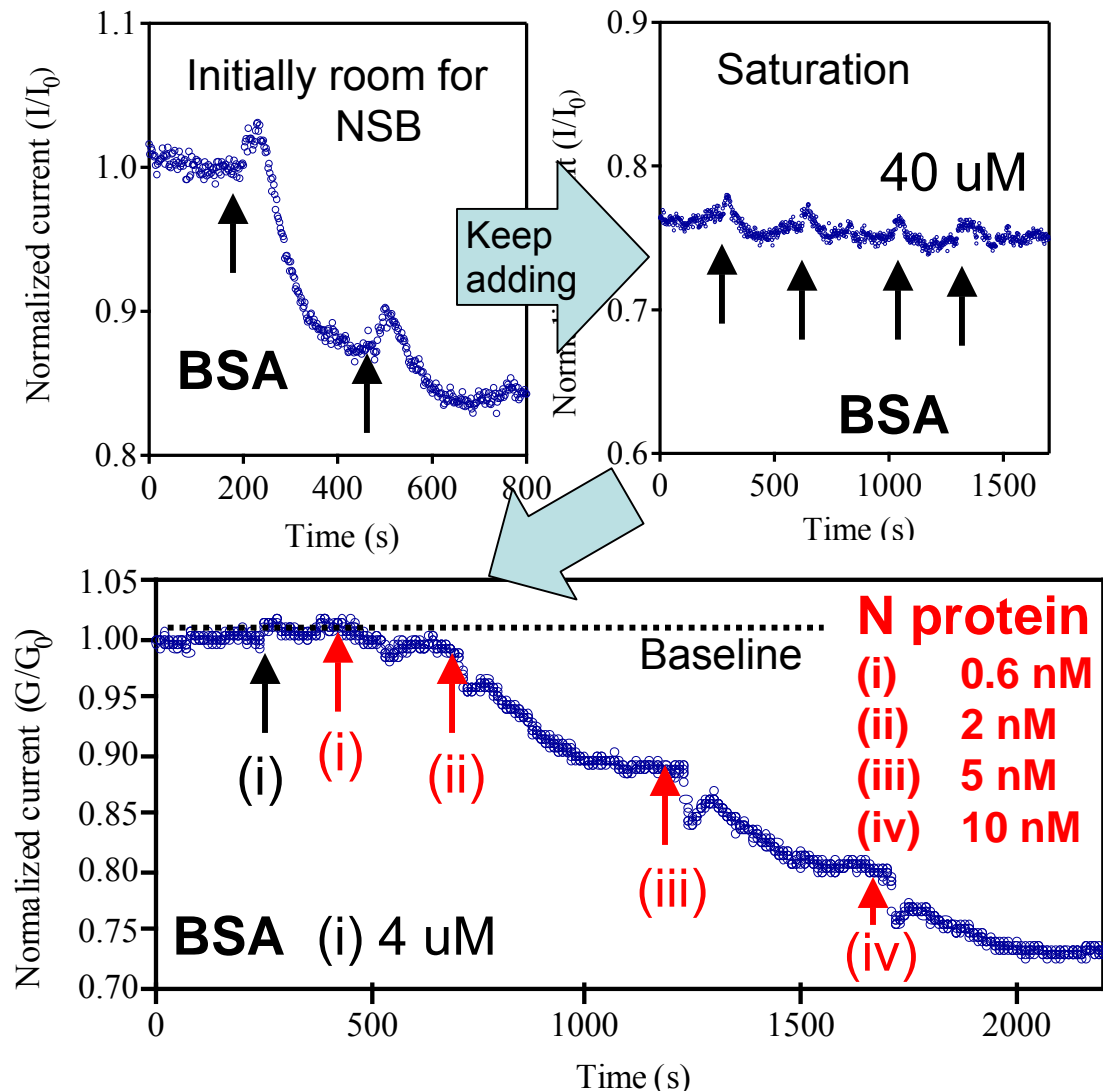 1.1
Initially room for
NSB
1.0
0.9
BSA
0.8
0 200 400 600 800
Time (s)
Normalized current (I/I0)
Keep
adding
0.9
Saturation
0.8
40 uM
0.7
BSA
0.6
0 500 1000 1500
Time (s)
1.05
1.00
0.95
0.90
0.85
0.80
0.75
0.70
Normalized current (G/G0)
Baseline
N protein
(i) 0.6 nM
(ii) 2 nM
(iii) 5 nM
(iv) 10 nM
(i)
(i)
(ii)
(iii)
(iv)
BSA (i) 4 uM
0 500 1000 1500 2000
Time (s)